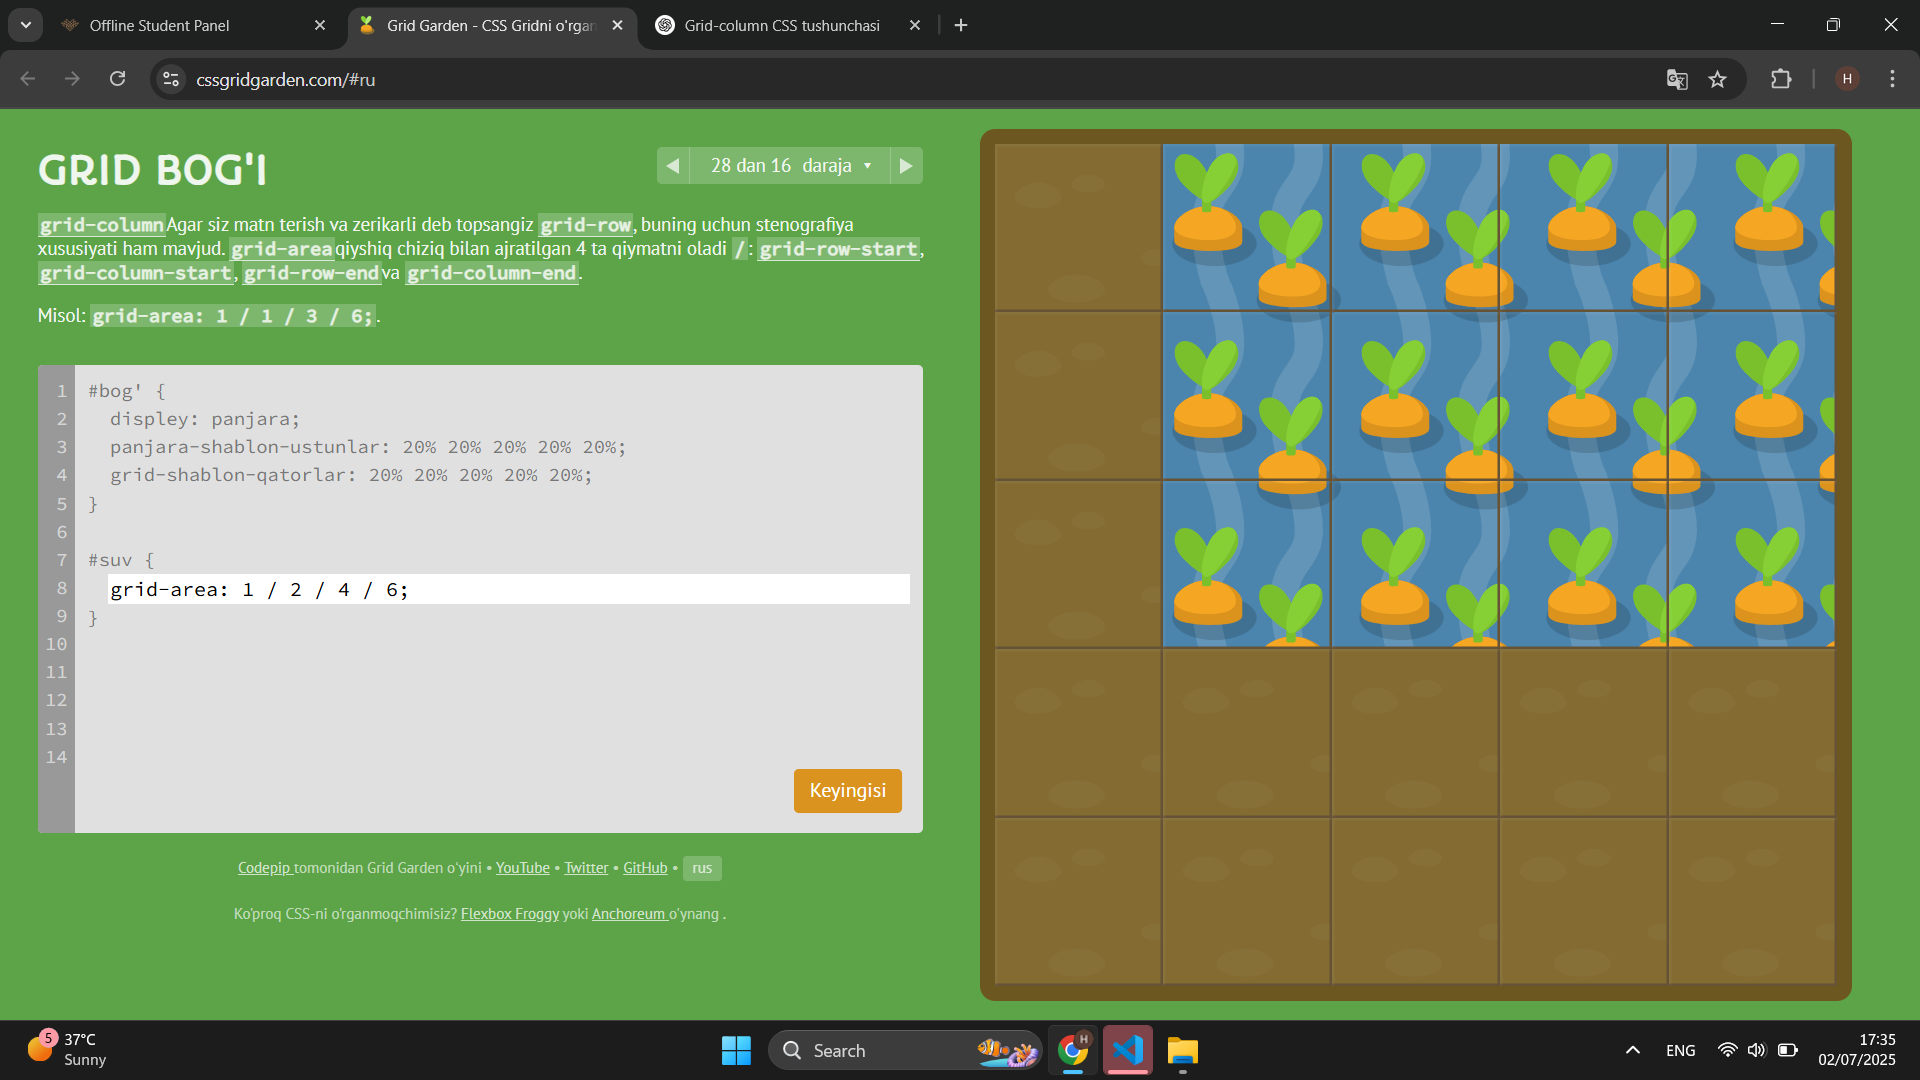 Offline Student Panel
Grid Garden - CSS Gridni o'rgan
Grid-column CSS tushunchasi
cssgridgarden.com/#ru
H
GRID BOG'I
28 dan 16 daraja
grid-column Agar siz matn terish va zerikarli deb topsangiz grid-row, buning uchun stenografiya
xususiyati ham mavjud. grid-area qiyshiq chiziq bilan ajratilgan 4 ta qiymatni oladi /: grid-row-start,
grid-column-start, grid-row-end va grid-column-end.
Misol: grid-area: 1 / 1 / 3 / 6;.
1 #bog' {
2 displey: panjara;
3 panjara-shablon-ustunlar: 20% 20% 20% 20% 20%;
4 grid-shablon-qatorlar: 20% 20% 20% 20% 20%;
5 }
6
7 #suv {
8 grid-area: 1 / 2 / 4 / 6;
9 }
10
11
12
13
14
Keyingisi
Codepip tomonidan Grid Garden o'yini • YouTube • Twitter • GitHub • rus
Ko'proq CSS-ni o'rganmoqchimisiz? Flexbox Froggy yoki Anchoreum o'ynang .
5
37°C
Sunny
Search
H
ENG
17:35
02/07/2025